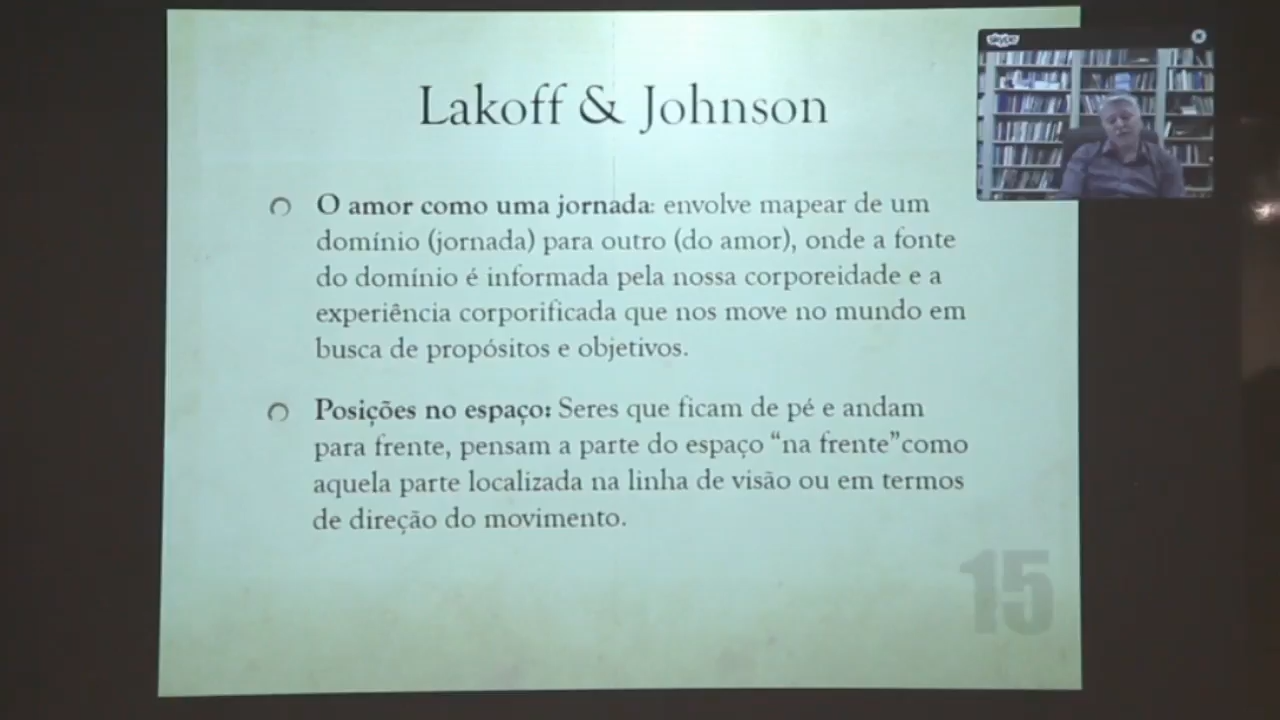 skype
Lakoff & Johnson
O amor como uma jornada: envolve mapear de um
domínio (jornada) para outro (do amor), onde a fonte
do domínio é informada pela nossa corporeidade e a
experiência corporificada que nos move no mundo em
busca de propósitos e objetivos.
Posições no espaço: Seres que ficam de pé e andam
para frente, pensam a parte do espaço “na frente”como
aquela parte localizada na linha de visão ou em termos
de direção do movimento.
15